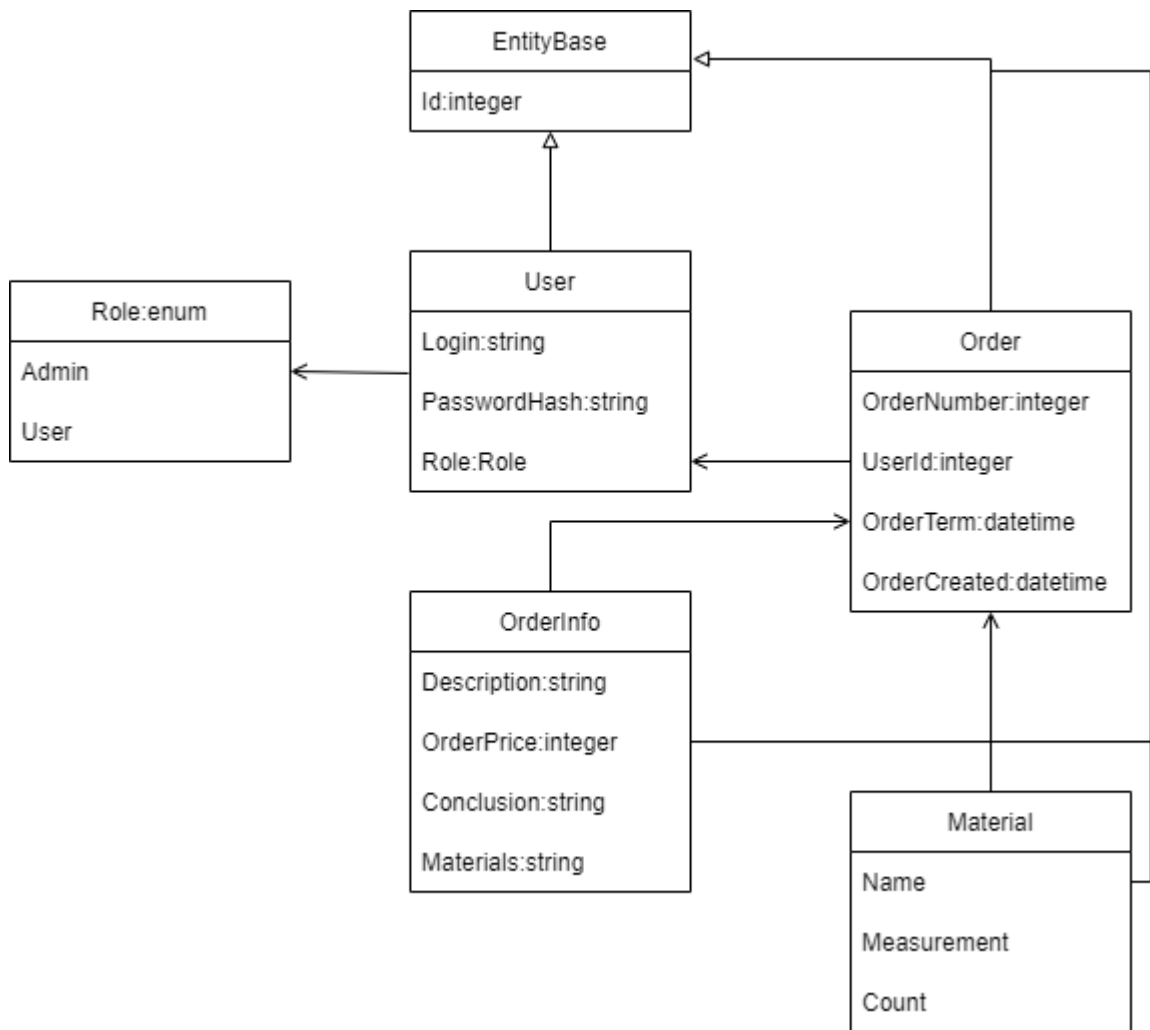 EntityBase
Id:integer
User
Login:string
PasswordHash:string
Role:Role
Role:enum
Admin
User
Order
OrderNumber:integer
UserId:integer
OrderTerm:datetime
OrderCreated:datetime
OrderInfo
Description:string
OrderPrice:integer
Conclusion:string
Materials:string
Material
Name
Measurement
Count